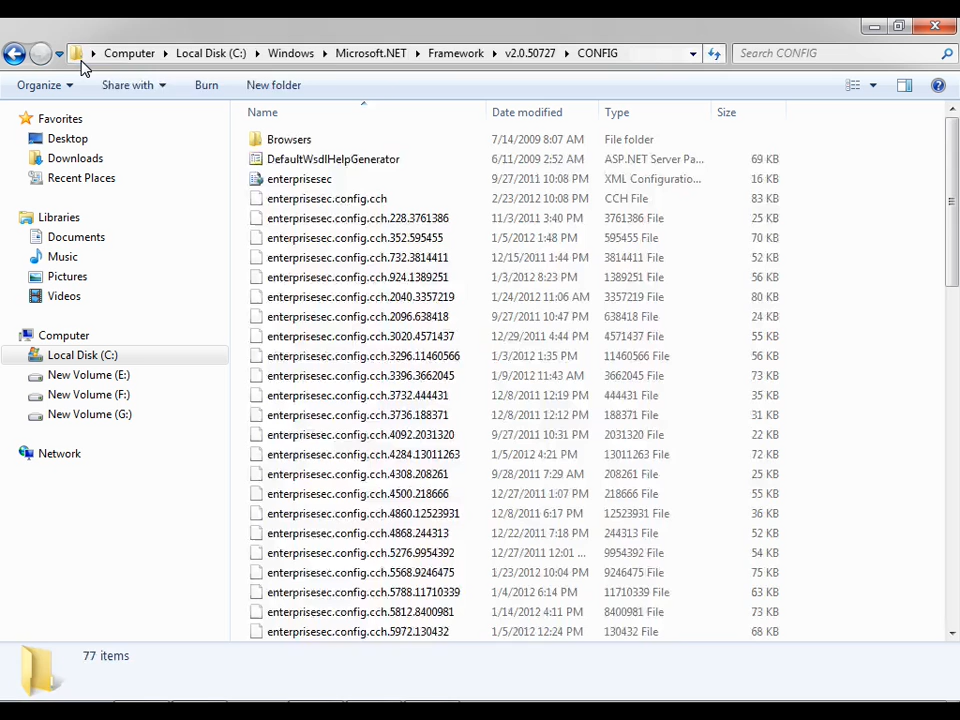 Computer Local Disk (C:) Windows Microsoft.NET Framework v2.0.50727 CONFIG Search CONFIG
Organize Share with Burn New folder
Name Date modified Type Size
Favorites
Desktop
Downloads
Recent Places
Libraries
Documents
Music
Pictures
Videos
Computer
Local Disk (C:)
New Volume (E:)
New Volume (F:)
New Volume (G:)
Network
Browsers 7/14/2009 8:07 AM File folder
DefaultWsdlHelpGenerator 6/11/2009 2:52 AM ASP.NET Server Pa... 69 KB
enterprisesec 9/27/2011 10:08 PM XML Configuratio... 16 KB
enterprisesec.config.cch 2/23/2012 10:08 PM CCH File 83 KB
enterprisesec.config.cch.228.3761386 11/3/2011 3:40 PM 3761386 File 25 KB
enterprisesec.config.cch.352.595455 1/5/2012 1:48 PM 595455 File 70 KB
enterprisesec.config.cch.732.3814411 12/15/2011 1:44 PM 3814411 File 52 KB
enterprisesec.config.cch.924.1389251 1/3/2012 8:23 PM 1389251 File 56 KB
enterprisesec.config.cch.2040.3357219 1/24/2012 11:06 AM 3357219 File 80 KB
enterprisesec.config.cch.2096.638418 9/27/2011 10:47 PM 638418 File 24 KB
enterprisesec.config.cch.3020.4571437 12/29/2011 4:44 PM 4571437 File 55 KB
enterprisesec.config.cch.3296.11460566 1/3/2012 1:35 PM 11460566 File 56 KB
enterprisesec.config.cch.3396.3662045 1/9/2012 11:43 AM 3662045 File 73 KB
enterprisesec.config.cch.3732.444431 12/8/2011 12:19 PM 444431 File 35 KB
enterprisesec.config.cch.3736.188371 12/8/2011 12:12 PM 188371 File 31 KB
enterprisesec.config.cch.4092.2031320 9/27/2011 10:31 PM 2031320 File 22 KB
enterprisesec.config.cch.4284.13011263 1/5/2012 4:21 PM 13011263 File 72 KB
enterprisesec.config.cch.4308.208261 9/28/2011 7:29 AM 208261 File 25 KB
enterprisesec.config.cch.4500.218666 12/27/2011 1:07 PM 218666 File 55 KB
enterprisesec.config.cch.4860.12523931 12/8/2011 6:17 PM 12523931 File 36 KB
enterprisesec.config.cch.4868.244313 12/22/2011 7:18 PM 244313 File 52 KB
enterprisesec.config.cch.5276.9954392 12/27/2011 12:01 ... 9954392 File 54 KB
enterprisesec.config.cch.5568.9246475 1/23/2012 10:04 PM 9246475 File 75 KB
enterprisesec.config.cch.5788.11710339 1/4/2012 6:14 PM 11710339 File 63 KB
enterprisesec.config.cch.5812.8400981 1/14/2012 4:11 PM 8400981 File 76 KB
enterprisesec.config.cch.5972.130432 1/5/2012 12:24 PM 130432 File 68 KB
77 items